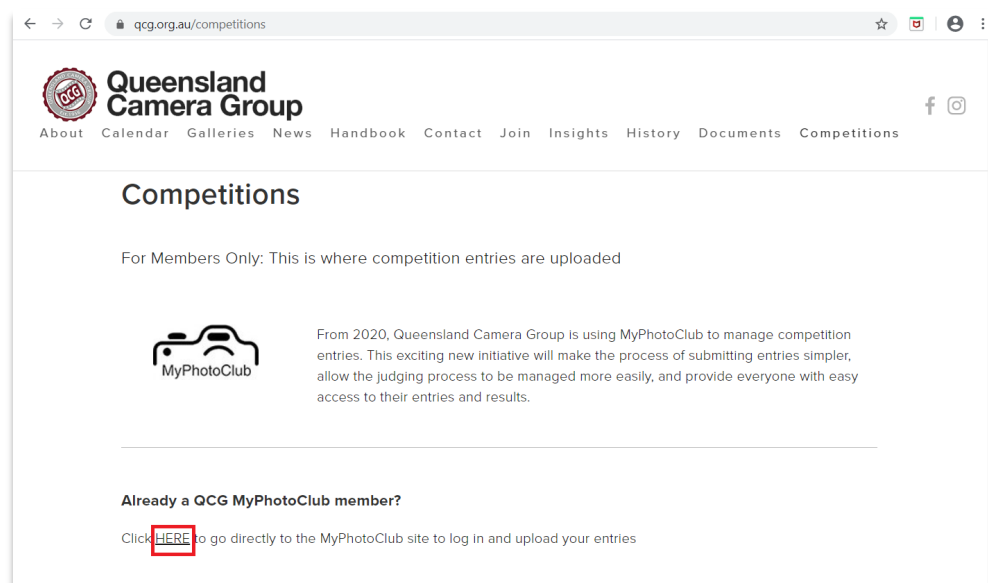 qcg.org.au/competitions
QCG
Queensland
Camera Group
About Calendar Galleries News Handbook Contact Join Insights History Documents Competitions
Competitions
For Members Only: This is where competition entries are uploaded
MyPhotoClub
From 2020, Queensland Camera Group is using MyPhotoClub to manage competition
entries. This exciting new initiative will make the process of submitting entries simpler,
allow the judging process to be managed more easily, and provide everyone with easy
access to their entries and results.
Already a QCG MyPhotoClub member?
Click HERE to go directly to the MyPhotoClub site to log in and upload your entries